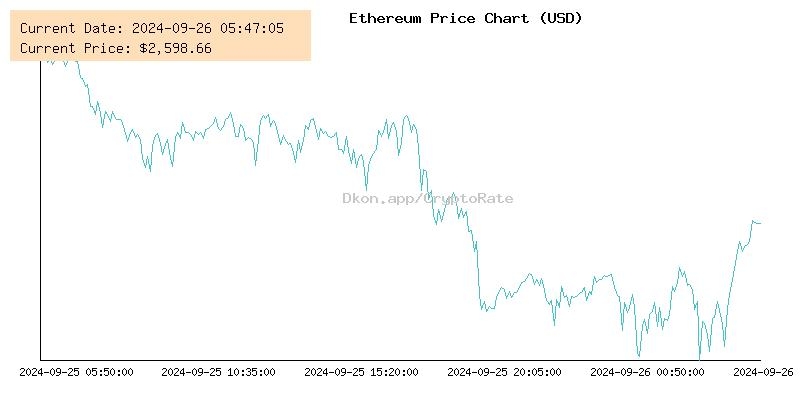 Ethereum Price Chart (USD)
Current Date: 2024-09-26 05:47:05
Current Price: $2,598.66
Dkon.app/CryptoRate
2024-09-25 05:50:00 2024-09-25 10:35:00 2024-09-25 15:20:00 2024-09-25 20:05:00 2024-09-26 00:50:00 2024-09-26